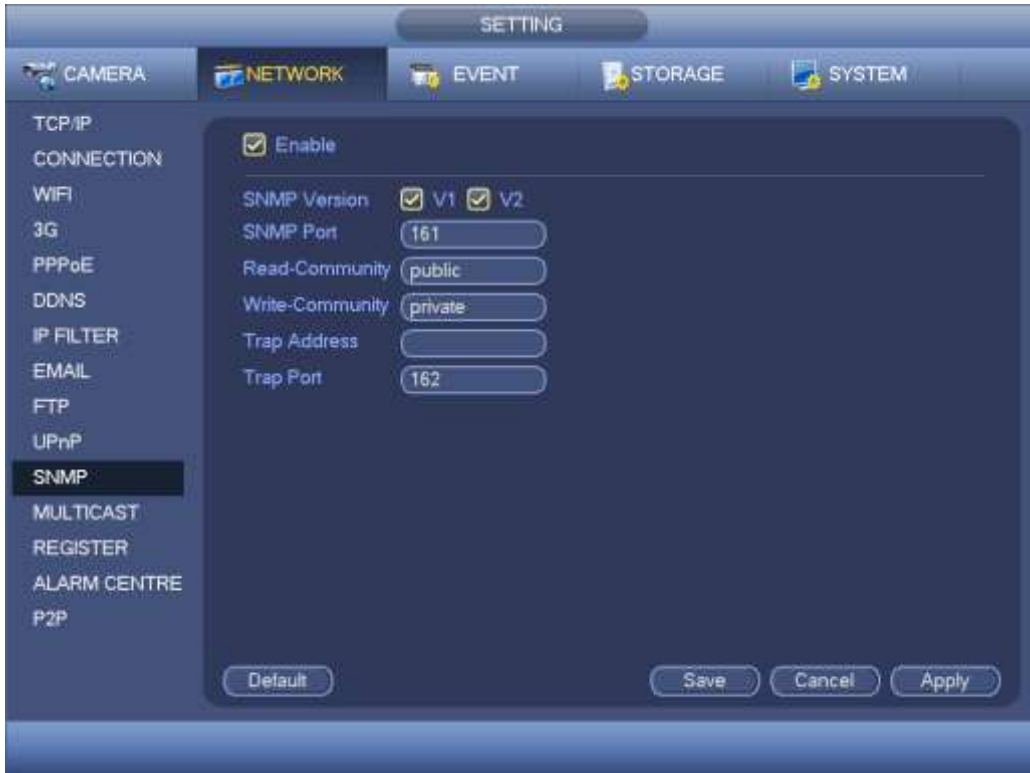 SETTING
CAMERA NETWORK EVENT STORAGE SYSTEM
TCP/IP
CONNECTION
WIFI
3G
PPPoE
DDNS
IP FILTER
EMAIL
FTP
UPnP
SNMP
MULTICAST
REGISTER
ALARM CENTRE
P2P
Enable
SNMP Version V1 V2
SNMP Port 161
Read-Community public
Write-Community private
Trap Address
Trap Port 162
Default Save Cancel Apply